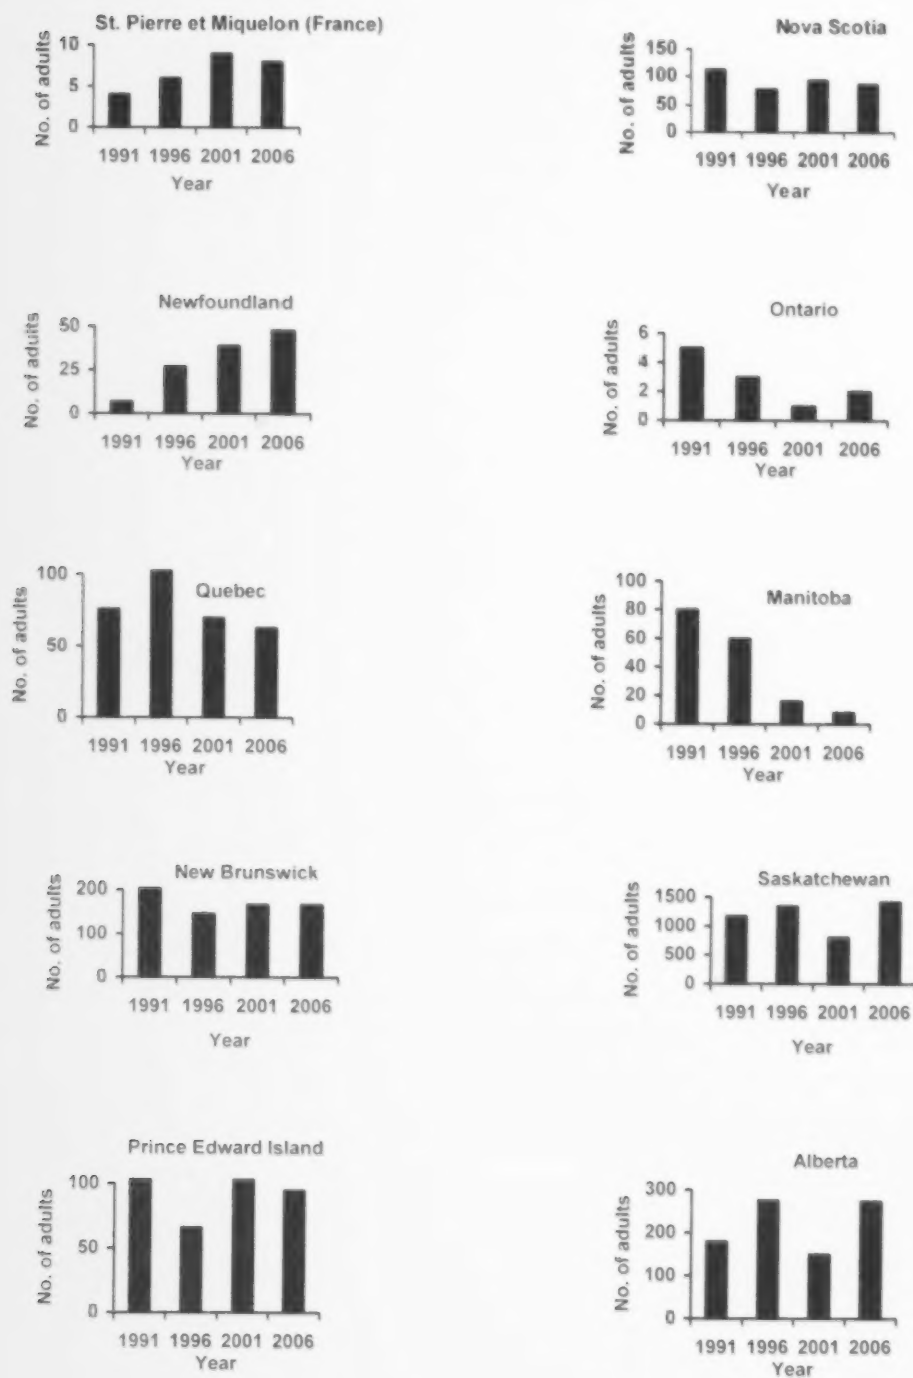 St. Pierre et Miquelon (France)
No. of adults
10
5
0
1991 1996 2001 2006
Year
Nova Scotia
No. of adults
150
100
50
0
1991 1996 2001 2006
Year
Newfoundland
No. of adults
50
25
0
1991 1996 2001 2006
Year
Ontario
No. of adults
6
4
2
0
1991 1996 2001 2006
Year
Quebec
No. of adults
100
50
0
1991 1996 2001 2006
Year
Manitoba
No. of adults
100
80
60
40
20
0
1991 1996 2001 2006
Year
New Brunswick
No. of adults
200
100
0
1991 1996 2001 2006
Year
Saskatchewan
No. of adults
1500
1000
500
0
1991 1996 2001 2006
Year
Prince Edward Island
No. of adults
100
50
0
1991 1996 2001 2006
Year
Alberta
No. of adults
300
200
100
0
1991 1996 2001 2006
Year